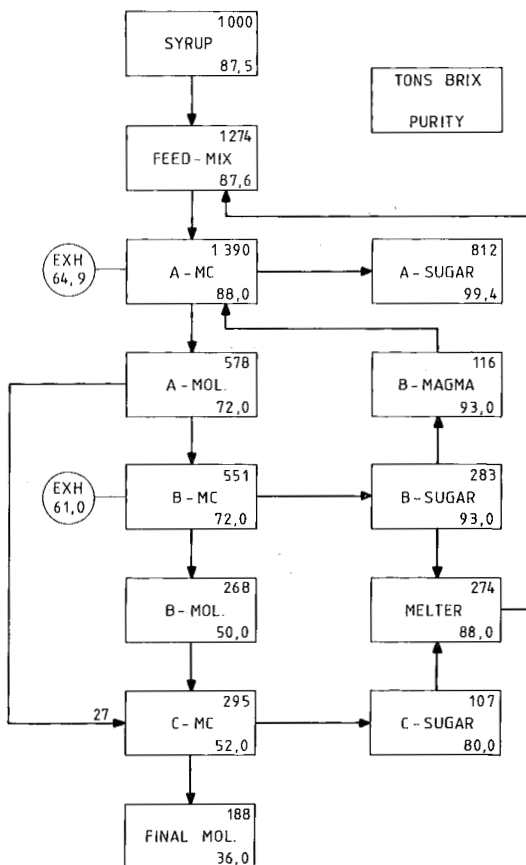 1000
SYRUP
87,5
TONS BRIX
PURITY
1274
FEED-MIX
87,6
EXH
64,9
1 390
A-MC
88,0
812
A-SUGAR
99,4
578
A-MOL.
72,0
116
B-MAGMA
93,0
EXH
61,0
551
B-MC
72,0
283
B-SUGAR
93,0
268
B-MOL.
50,0
274
MELTER
88,0
27
295
C-MC
52,0
107
C-SUGAR
80,0
188
FINAL MOL.
36,0